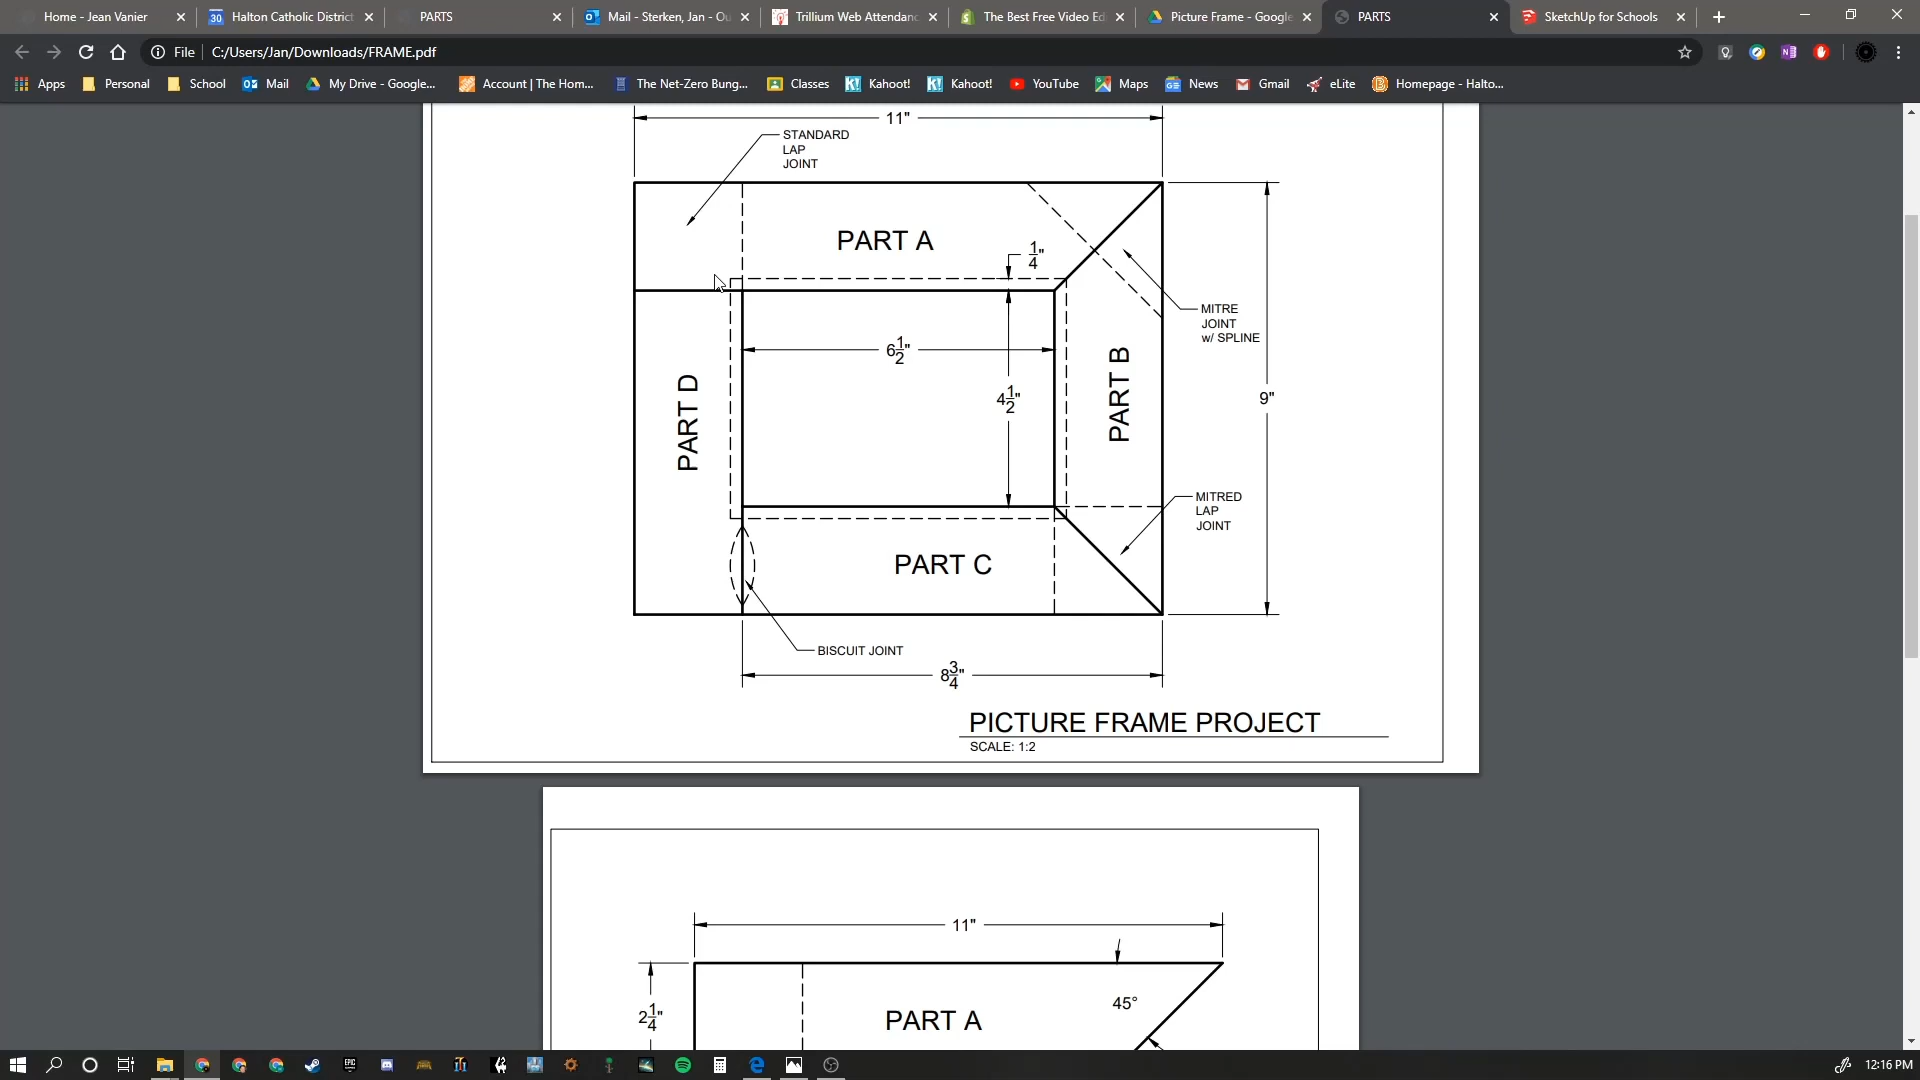 Home - Jean Vanier
30 Halton Catholic District
PARTS
Mail - Sterken, Jan - Ou
Trillium Web Attendanc
The Best Free Video Ed
Picture Frame - Google
PARTS
SketchUp for Schools
File C:/Users/Jan/Downloads/FRAME.pdf
Apps
Personal
School
Mail
My Drive - Google...
Account | The Hom...
The Net-Zero Bung...
Classes
K! Kahoot!
K! Kahoot!
YouTube
Maps
News
Gmail
eLite
Homepage - Halto...
11"
STANDARD
LAP
JOINT
PART A
1/4"
MITRE
JOINT
w/ SPLINE
6 1/2"
4 1/2"
PART D
PART B
9"
MITRED
LAP
JOINT
PART C
BISCUIT JOINT
8 3/4"
PICTURE FRAME PROJECT
SCALE: 1:2
11"
45°
2 1/4"
PART A
12:16 PM